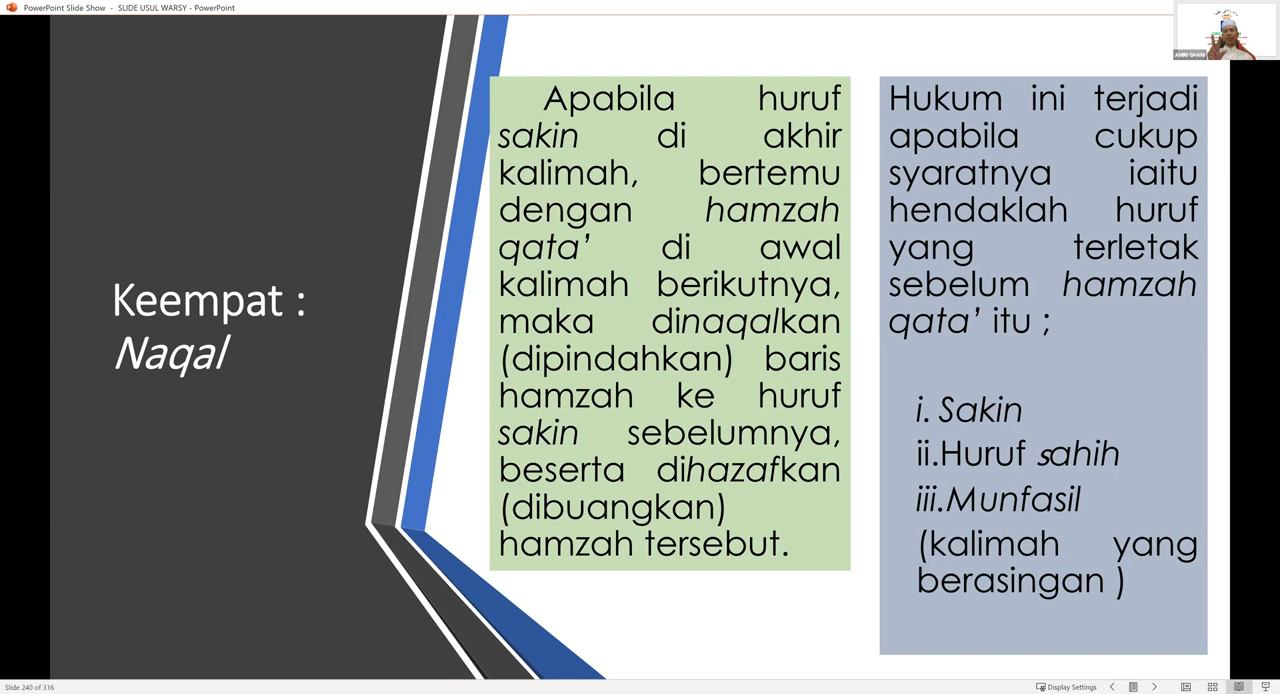 PowerPoint Slide Show - SLIDE USUL WARSY - PowerPoint
AMIRI GHANI
Keempat :
Naqal
Apabila huruf
sakin di akhir
kalimah, bertemu
dengan hamzah
qata’ di awal
kalimah berikutnya,
maka dinaqalkan
(dipindahkan) baris
hamzah ke huruf
sakin sebelumnya,
beserta dihazafkan
(dibuangkan)
hamzah tersebut.
Hukum ini terjadi
apabila cukup
syaratnya iaitu
hendaklah huruf
yang terletak
sebelum hamzah
qata’ itu ;
i. Sakin
ii.Huruf sahih
iii.Munfasil
(kalimah yang
berasingan )
Slide 240 of 316
Display Settings